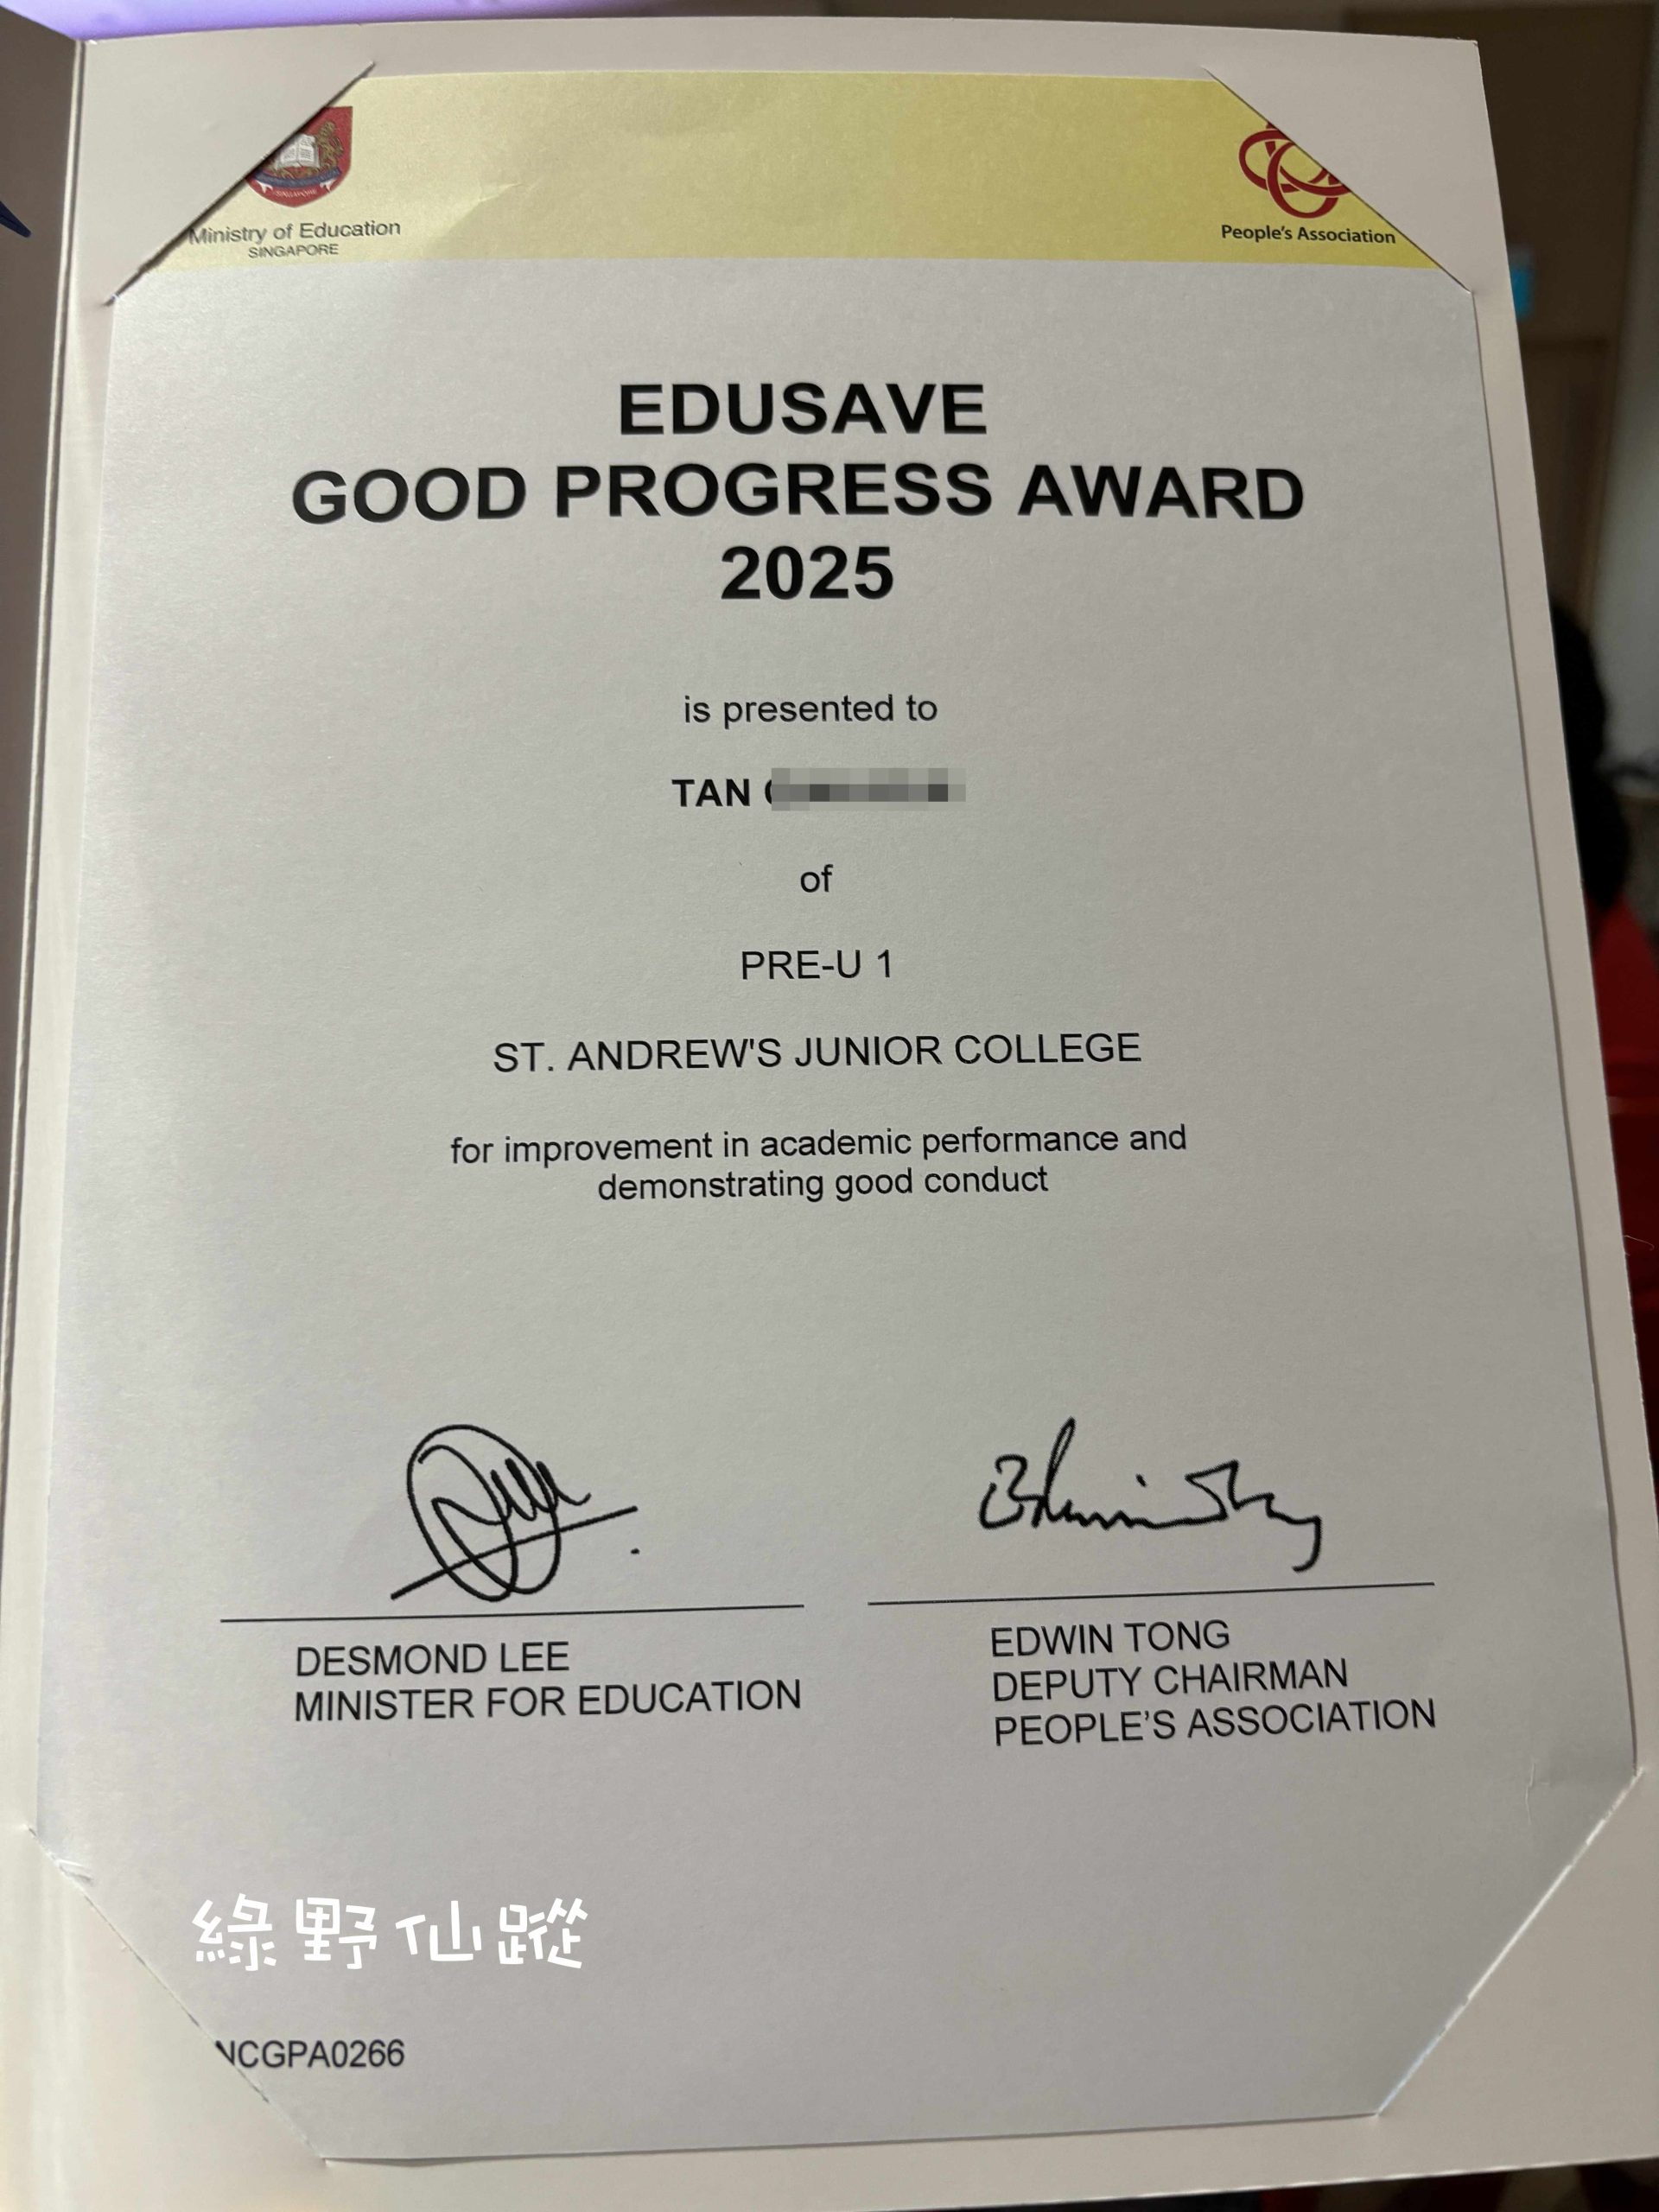 Ministry of Education
SINGAPORE
People's Association
EDUSAVE
GOOD PROGRESS AWARD
2025
is presented to
TAN
of
PRE-U 1
ST. ANDREW'S JUNIOR COLLEGE
for improvement in academic performance and
demonstrating good conduct
DESMOND LEE
MINISTER FOR EDUCATION
EDWIN TONG
DEPUTY CHAIRMAN
PEOPLE'S ASSOCIATION
綠野仙蹤
NCGPA0266